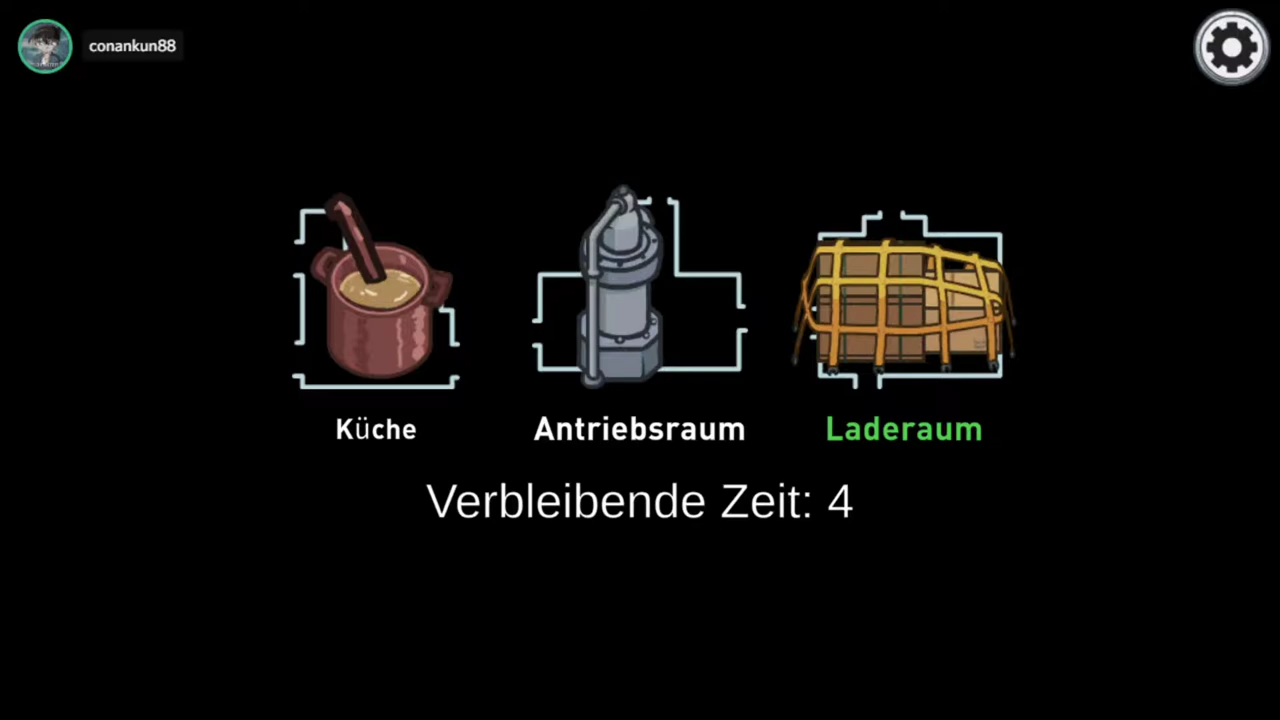 conankun88
Küche
Antriebsraum
Laderaum
Verbleibende Zeit: 4